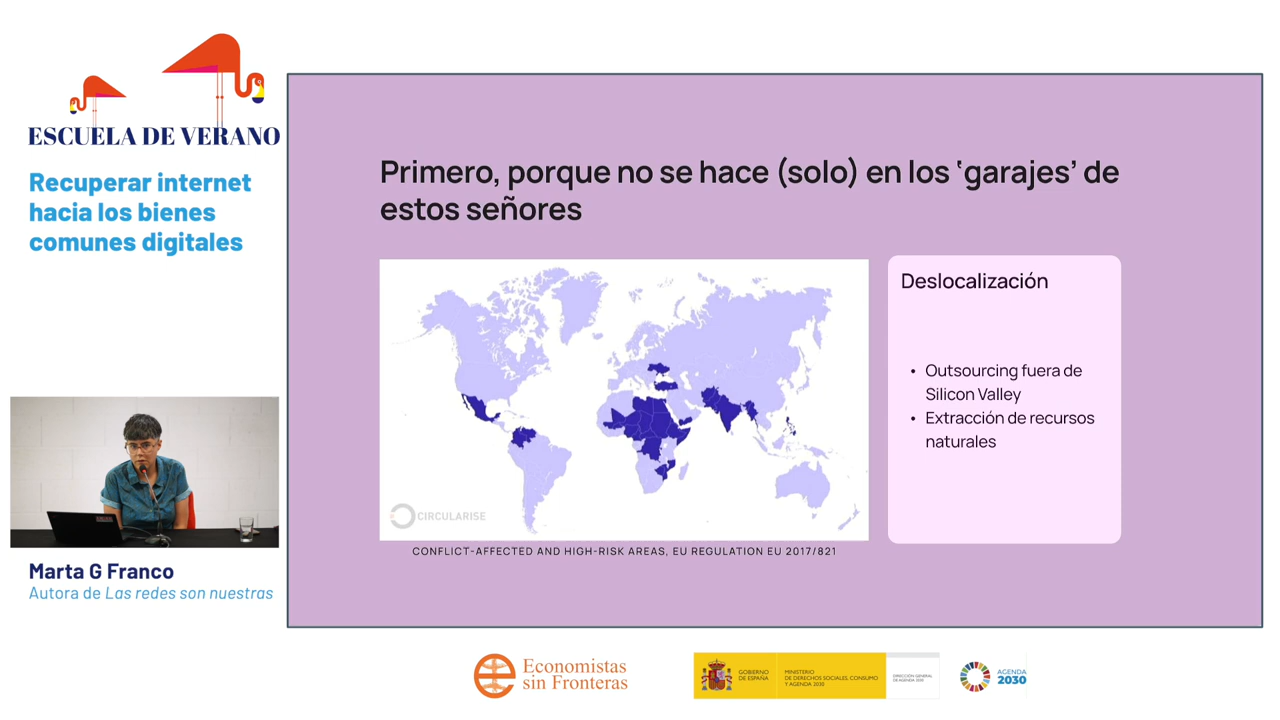 ESCUELA DE VERANO
Recuperar internet
hacia los bienes
comunes digitales
Primero, porque no se hace (solo) en los ‘garajes’ de
estos señores
CIRCULARISE
CONFLICT-AFFECTED AND HIGH-RISK AREAS, EU REGULATION EU 2017/821
Deslocalización
• Outsourcing fuera de
Silicon Valley
• Extracción de recursos
naturales
Marta G Franco
Autora de Las redes son nuestras
Economistas
sin Fronteras
GOBIERNO
DE ESPAÑA
MINISTERIO
DE DERECHOS SOCIALES, CONSUMO
Y AGENDA 2030
DIRECCIÓN GENERAL
DE AGENDA 2030
AGENDA
2030